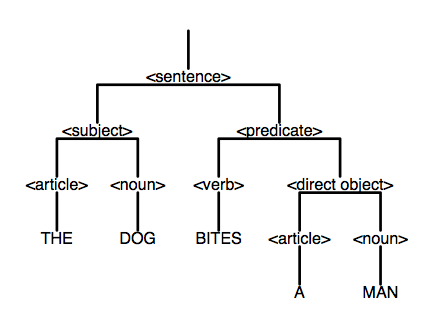 <sentence>
<subject> <predicate>
<article> <noun> <verb> <direct object>
THE DOG BITES <article> <noun>
A MAN